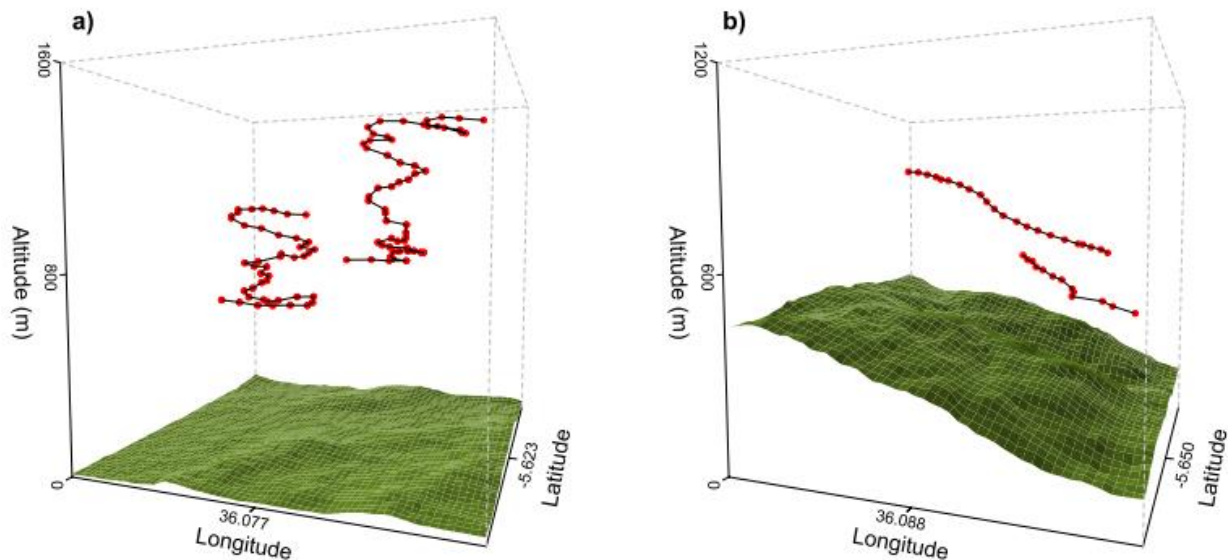 a)
1600
800
0
Altitude (m)
36.077
Longitude
-5.623
Latitude
b)
1200
600
0
Altitude (m)
36.088
Longitude
-5.650
Latitude